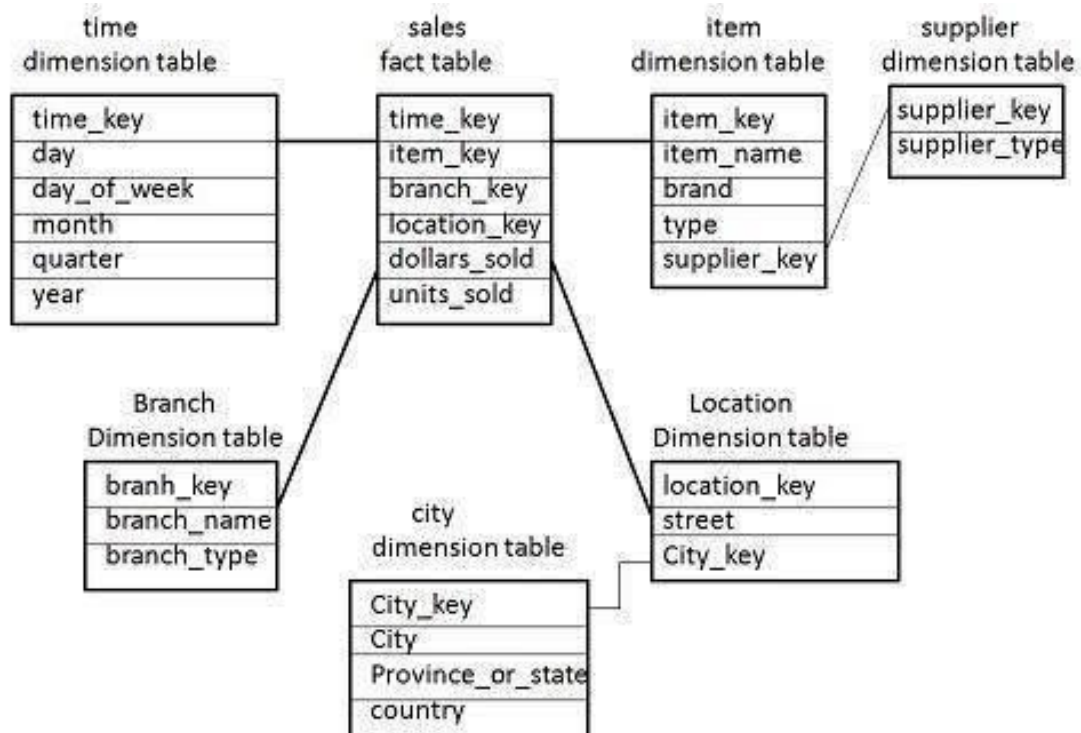 time
dimension table
time_key
day
day_of_week
month
quarter
year
sales
fact table
time_key
item_key
branch_key
location_key
dollars_sold
units_sold
item
dimension table
item_key
item_name
brand
type
supplier_key
supplier
dimension table
supplier_key
supplier_type
Branch
Dimension table
branh_key
branch_name
branch_type
city
dimension table
City_key
City
Province_or_state
country
Location
Dimension table
location_key
street
City_key